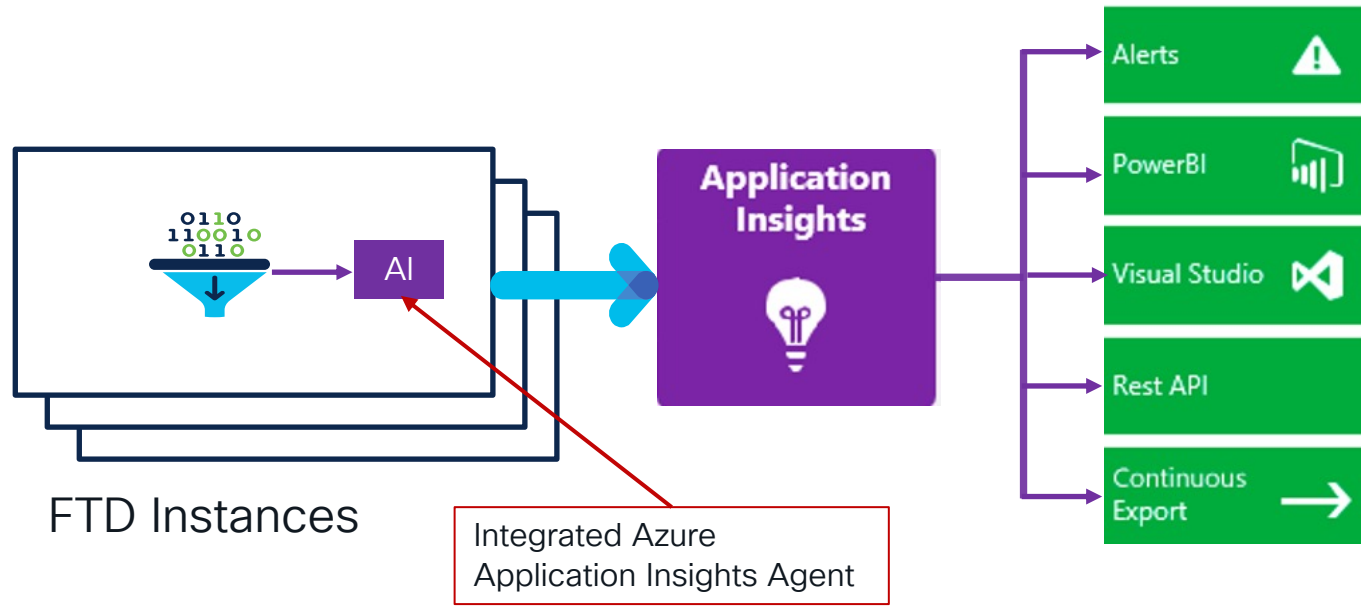 0110
110010
0110
AI
FTD Instances
Integrated Azure
Application Insights Agent
Application
Insights
Alerts
PowerBI
Visual Studio
Rest API
Continuous
Export